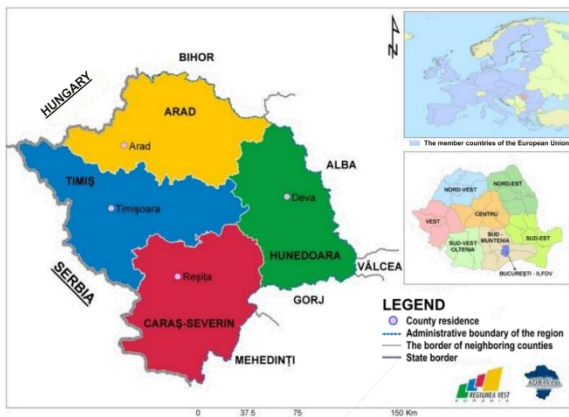 BIHOR
HUNGARY
ARAD
Arad
TIMIȘ
Timișoara
ALBA
Deva
HUNEDOARA
VÂLCEA
SERBIA
Reșița
GORJ
CARAȘ-SEVERIN
MEHEDINȚI
0 37.5 75 150 Km
N
The member countries of the European Union
NORD-VEST
NORD-EST
VEST
CENTRU
SUD-VEST
OLTENIA
SUD-
MUNTENIA
SUD-EST
BUCUREȘTI - ILFOV
LEGEND
County residence
Administrative boundary of the region
The border of neighboring counties
State border
REGIUNEA VEST
ROMANIA
ADRVest